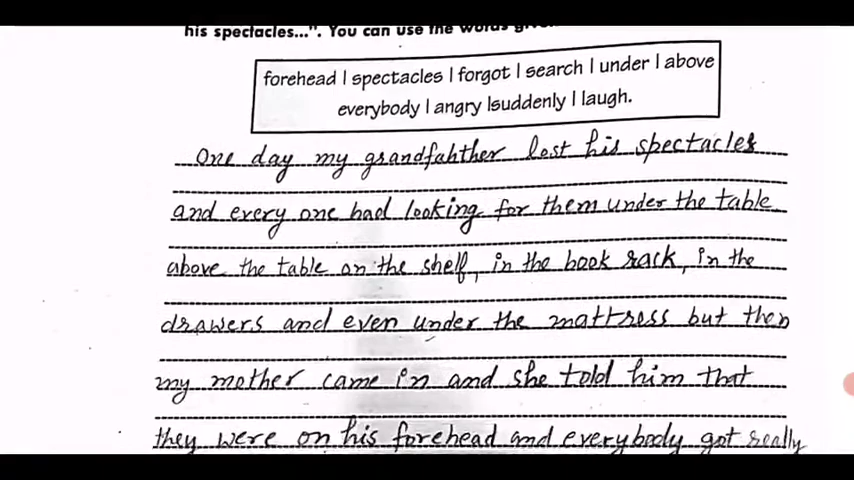 his spectacles...". You can use the words
forehead | spectacles | forgot | search | under | above
everybody | angry |suddenly | laugh.
One day my grandfahther lost his spectacles
and every one had looking for them under the table
above the table on the shelf, in the book rack, in the
drawers and even under the mattress but then
my mother came in and she told him that
they were on his forehead and everybody got really